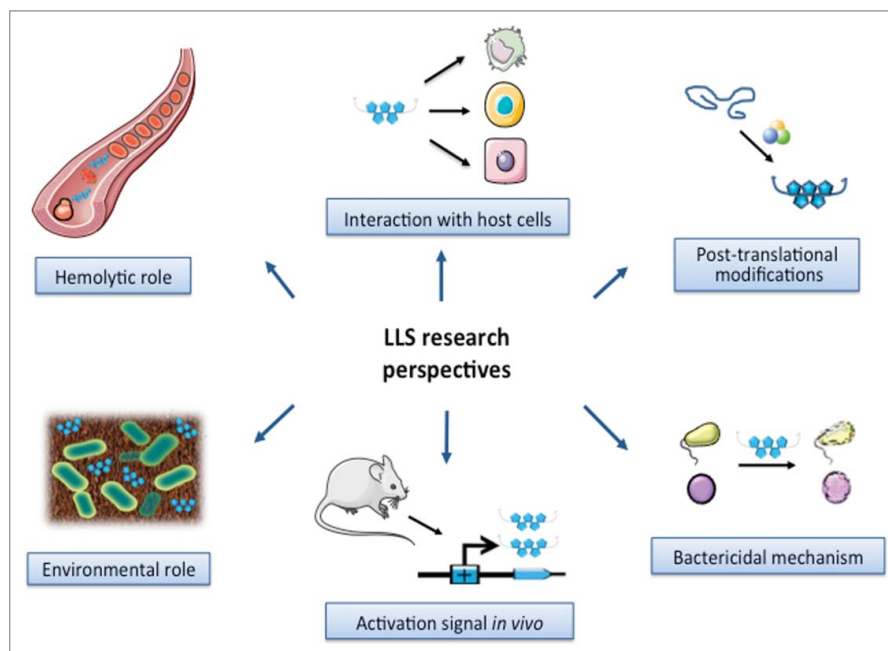 Interaction with host cells
Hemolytic role
Post-translational
modifications
LLS research
perspectives
Environmental role
Activation signal in vivo
Bactericidal mechanism